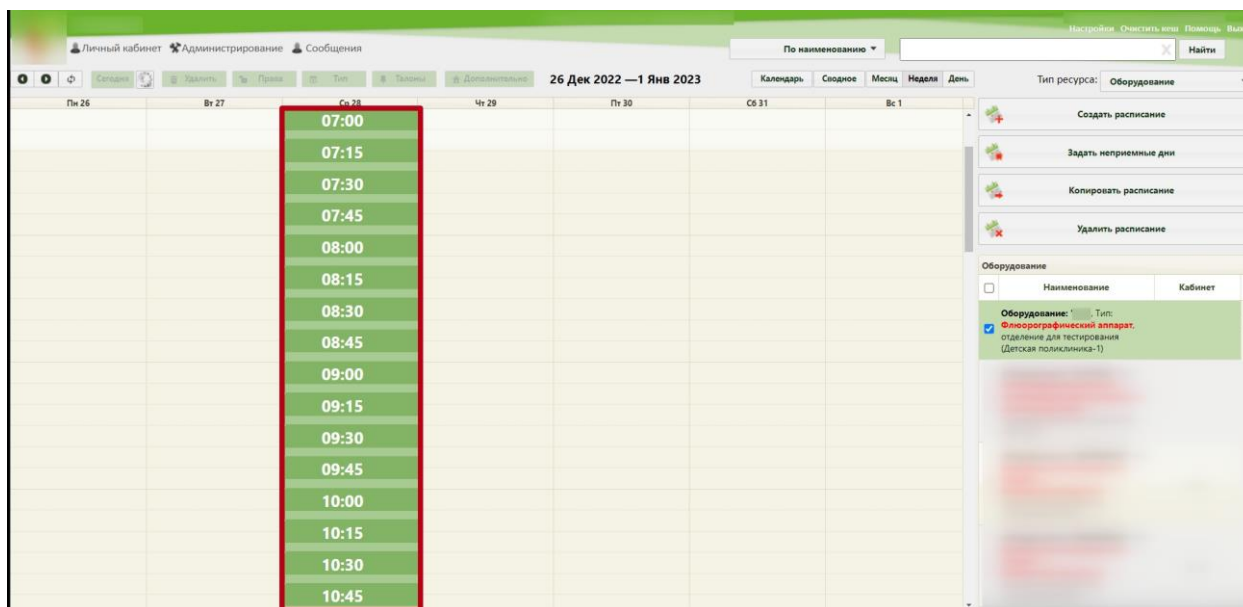 Настройки Очистить кеш Помощь
Личный кабинет Администрирование Сообщения
По наименованию
Найти
Сегодня Удалить Права Тип Талоны Дополнительно
26 Дек 2022 —1 Янв 2023
Календарь Сводное Месяц Неделя День
Тип ресурса: Оборудование
Пн 26 Вт 27 Ср 28 Чт 29 Пт 30 Сб 31 Вс 1
07:00
07:15
07:30
07:45
08:00
08:15
08:30
08:45
09:00
09:15
09:30
09:45
10:00
10:15
10:30
10:45
Создать расписание
Задать неприемные дни
Копировать расписание
Удалить расписание
Оборудование
Наименование Кабинет
Оборудование: ' . Тип:
Флюорографический аппарат,
отделение для тестирования
(Детская поликлиника-1)